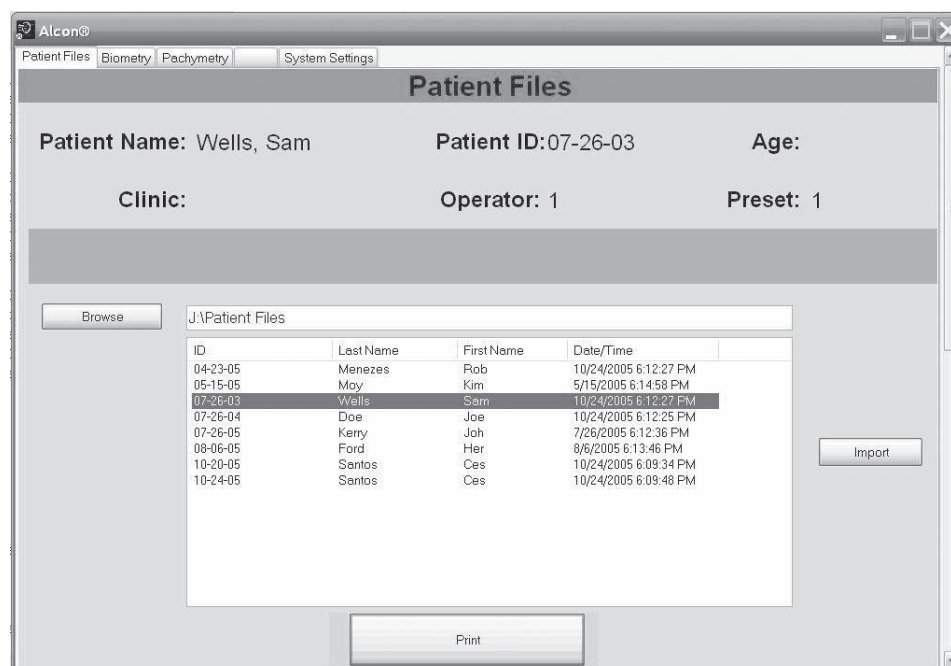 Alcon®
Patient Files Biometry Pachymetry System Settings
Patient Files
Patient Name: Wells, Sam Patient ID:07-26-03 Age:
Clinic: Operator: 1 Preset: 1
Browse J:\Patient Files
ID Last Name First Name Date/Time
04-23-05 Menezes Rob 10/24/2005 6:12:27 PM
05-15-05 Moy Kim 5/15/2005 6:14:58 PM
07-26-03 Wells Sam 10/24/2005 6:12:27 PM
07-26-04 Doe Joe 10/24/2005 6:12:25 PM
07-26-05 Kerry Joh 7/26/2005 6:12:36 PM
08-06-05 Ford Her 8/6/2005 6:13:46 PM
10-20-05 Santos Ces 10/24/2005 6:09:34 PM
10-24-05 Santos Ces 10/24/2005 6:09:48 PM
Import
Print